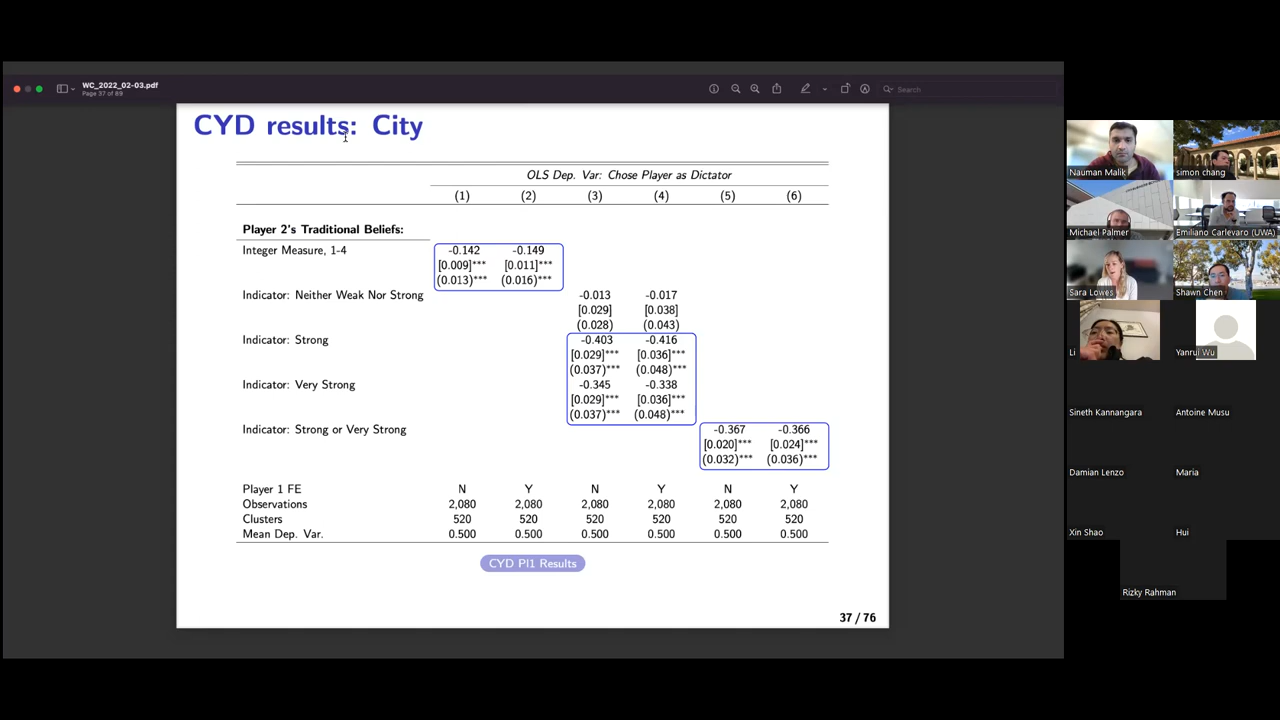 WC_2022_02-03.pdf
Page 37 of 89
Search
CYD results: City
OLS Dep. Var: Chose Player as Dictator
(1) (2) (3) (4) (5) (6)
Player 2's Traditional Beliefs:
Integer Measure, 1-4 -0.142 -0.149
[0.009]*** [0.011]***
(0.013)*** (0.016)***
Indicator: Neither Weak Nor Strong -0.013 -0.017
[0.029] [0.038]
(0.028) (0.043)
Indicator: Strong -0.403 -0.416
[0.029]*** [0.036]***
(0.037)*** (0.048)***
Indicator: Very Strong -0.345 -0.338
[0.029]*** [0.036]***
(0.037)*** (0.048)***
Indicator: Strong or Very Strong -0.367 -0.366
[0.020]*** [0.024]***
(0.032)*** (0.036)***
Player 1 FE N Y N Y N Y
Observations 2,080 2,080 2,080 2,080 2,080 2,080
Clusters 520 520 520 520 520 520
Mean Dep. Var. 0.500 0.500 0.500 0.500 0.500 0.500
CYD PI1 Results
37 / 76
Nauman Malik
simon chang
Michael Palmer
Emiliano Carlevaro (UWA)
Sara Lowes
Shawn Chen
Li
Yanrui Wu
Sineth Kannangara
Antoine Musu
Damian Lenzo
Maria
Xin Shao
Hui
Rizky Rahman